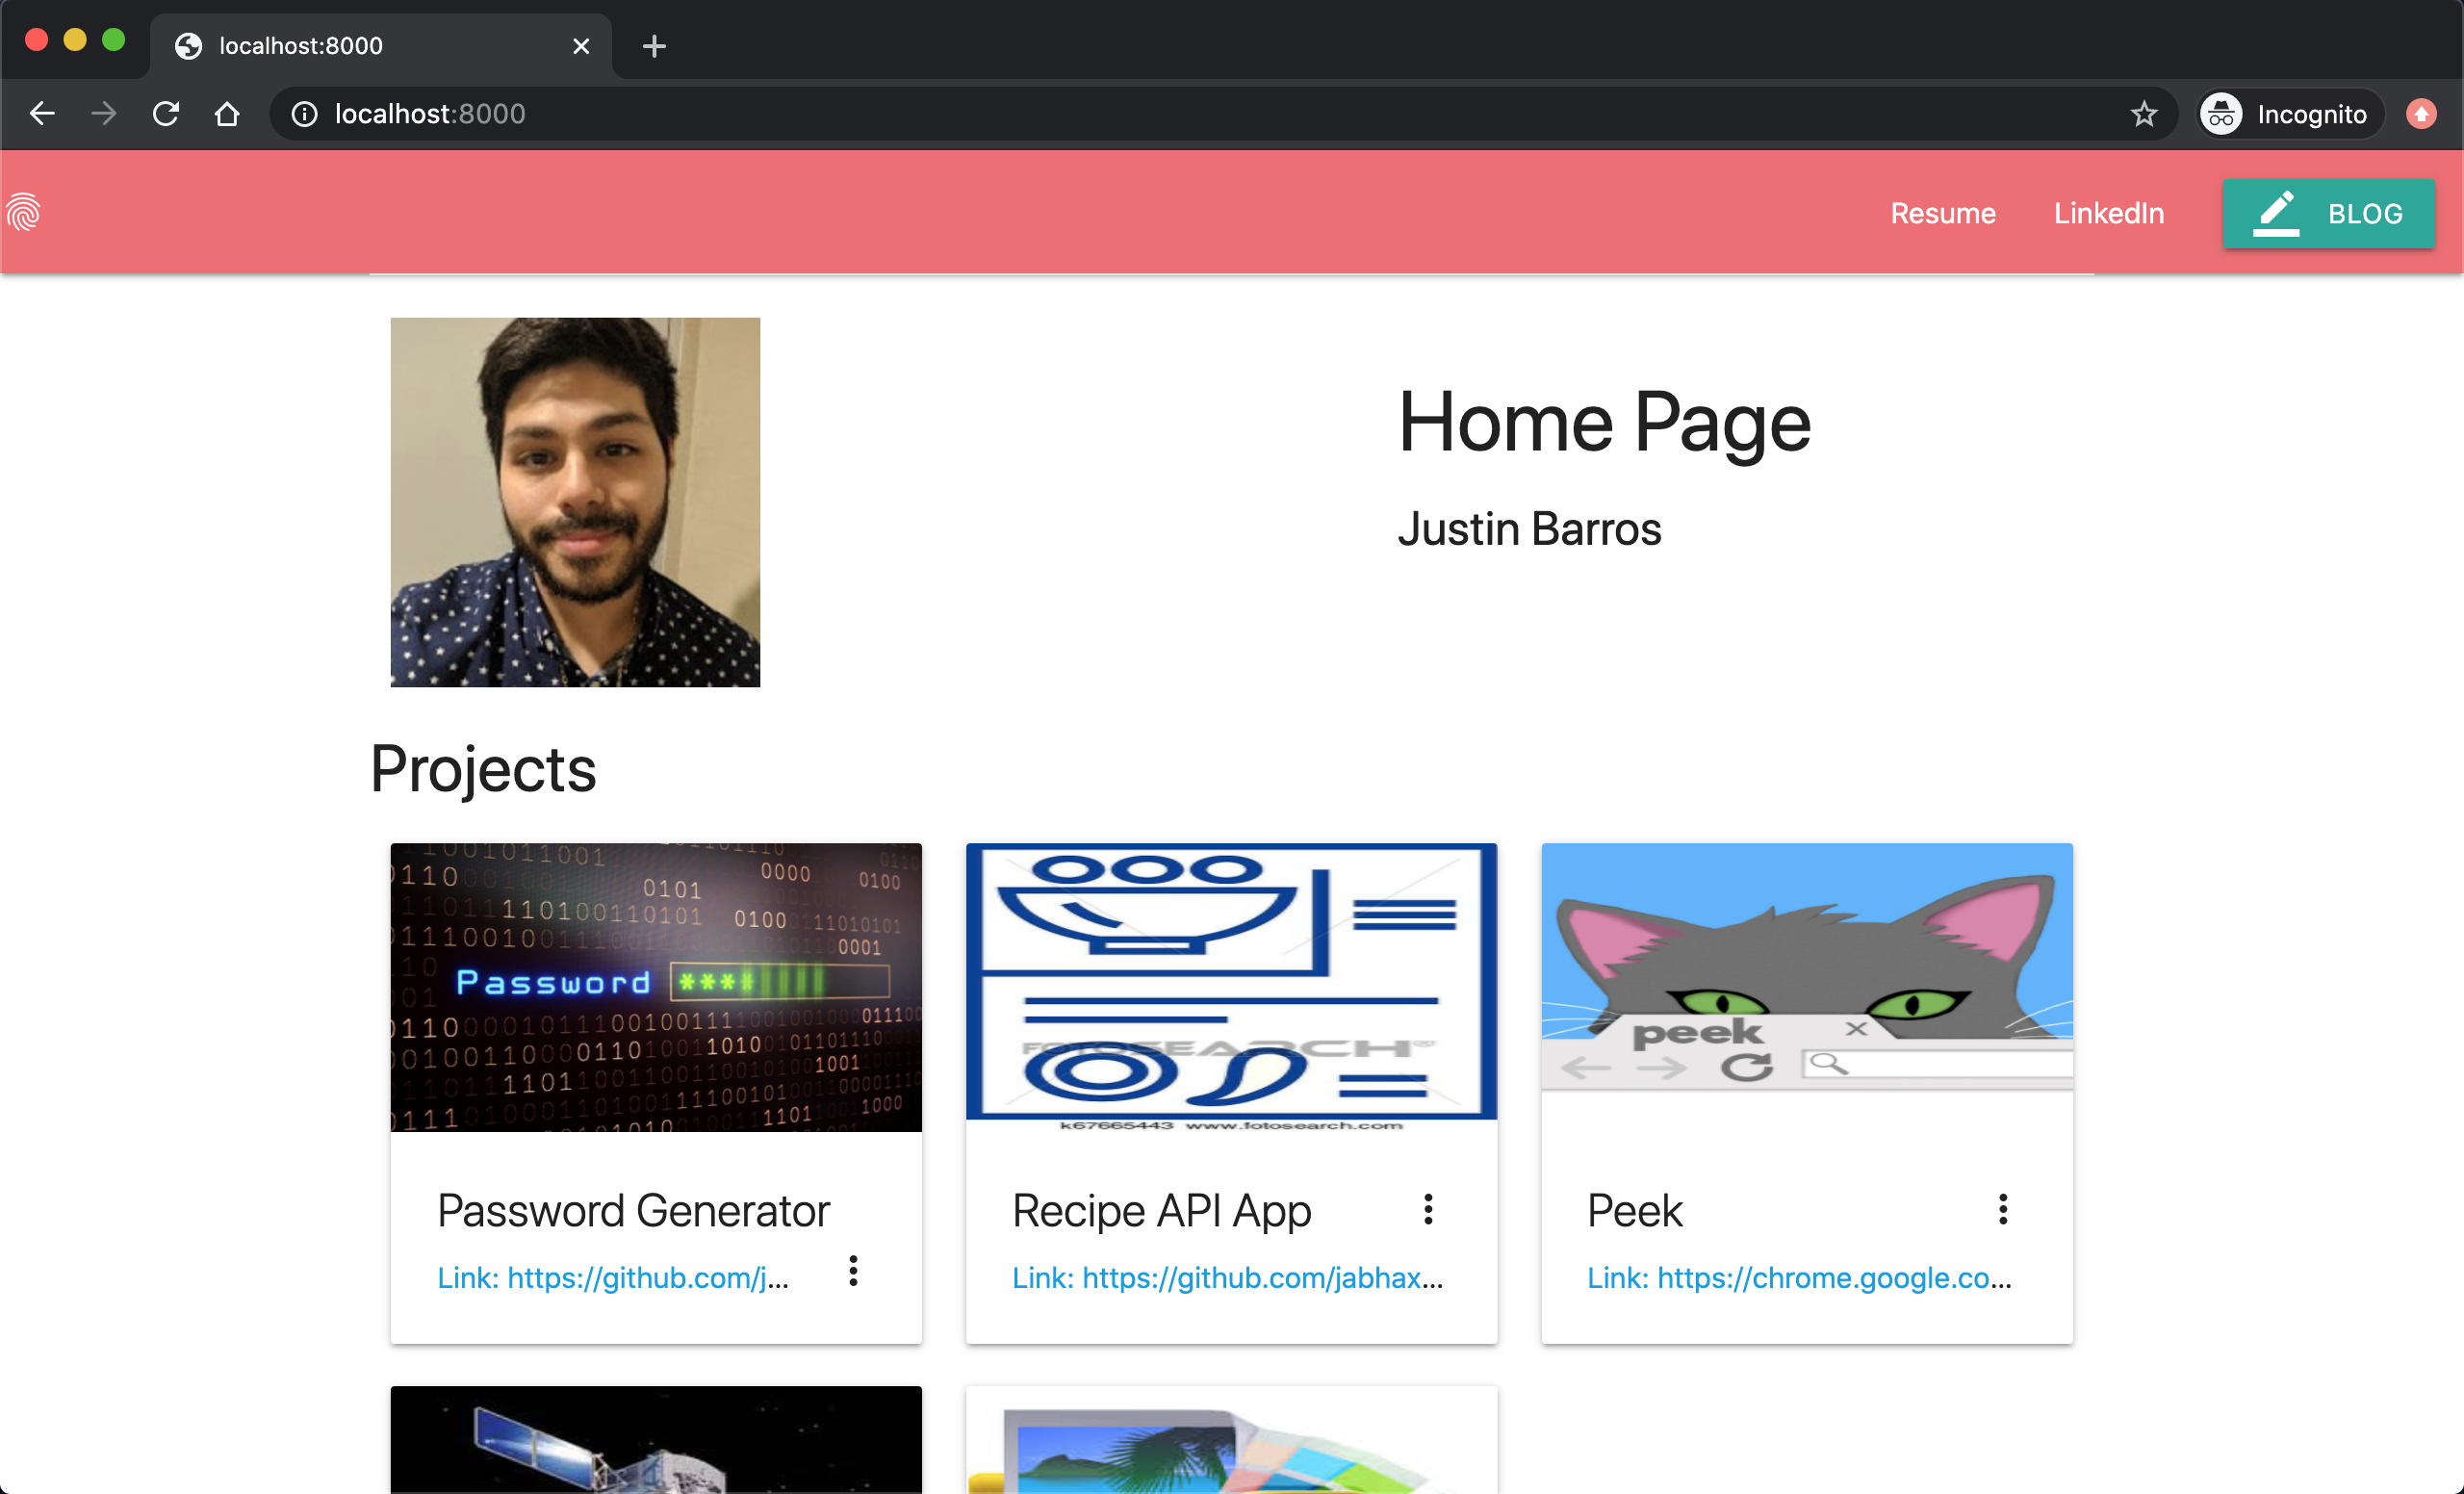 localhost:8000
localhost:8000
Incognito
Resume
LinkedIn
BLOG
Home Page
Justin Barros
Projects
Password ****
peek
FOTOSEARCH®
k67665443 www.fotosearch.com
Password Generator
Link: https://github.com/j...
Recipe API App
Link: https://github.com/jabhax...
Peek
Link: https://chrome.google.co...